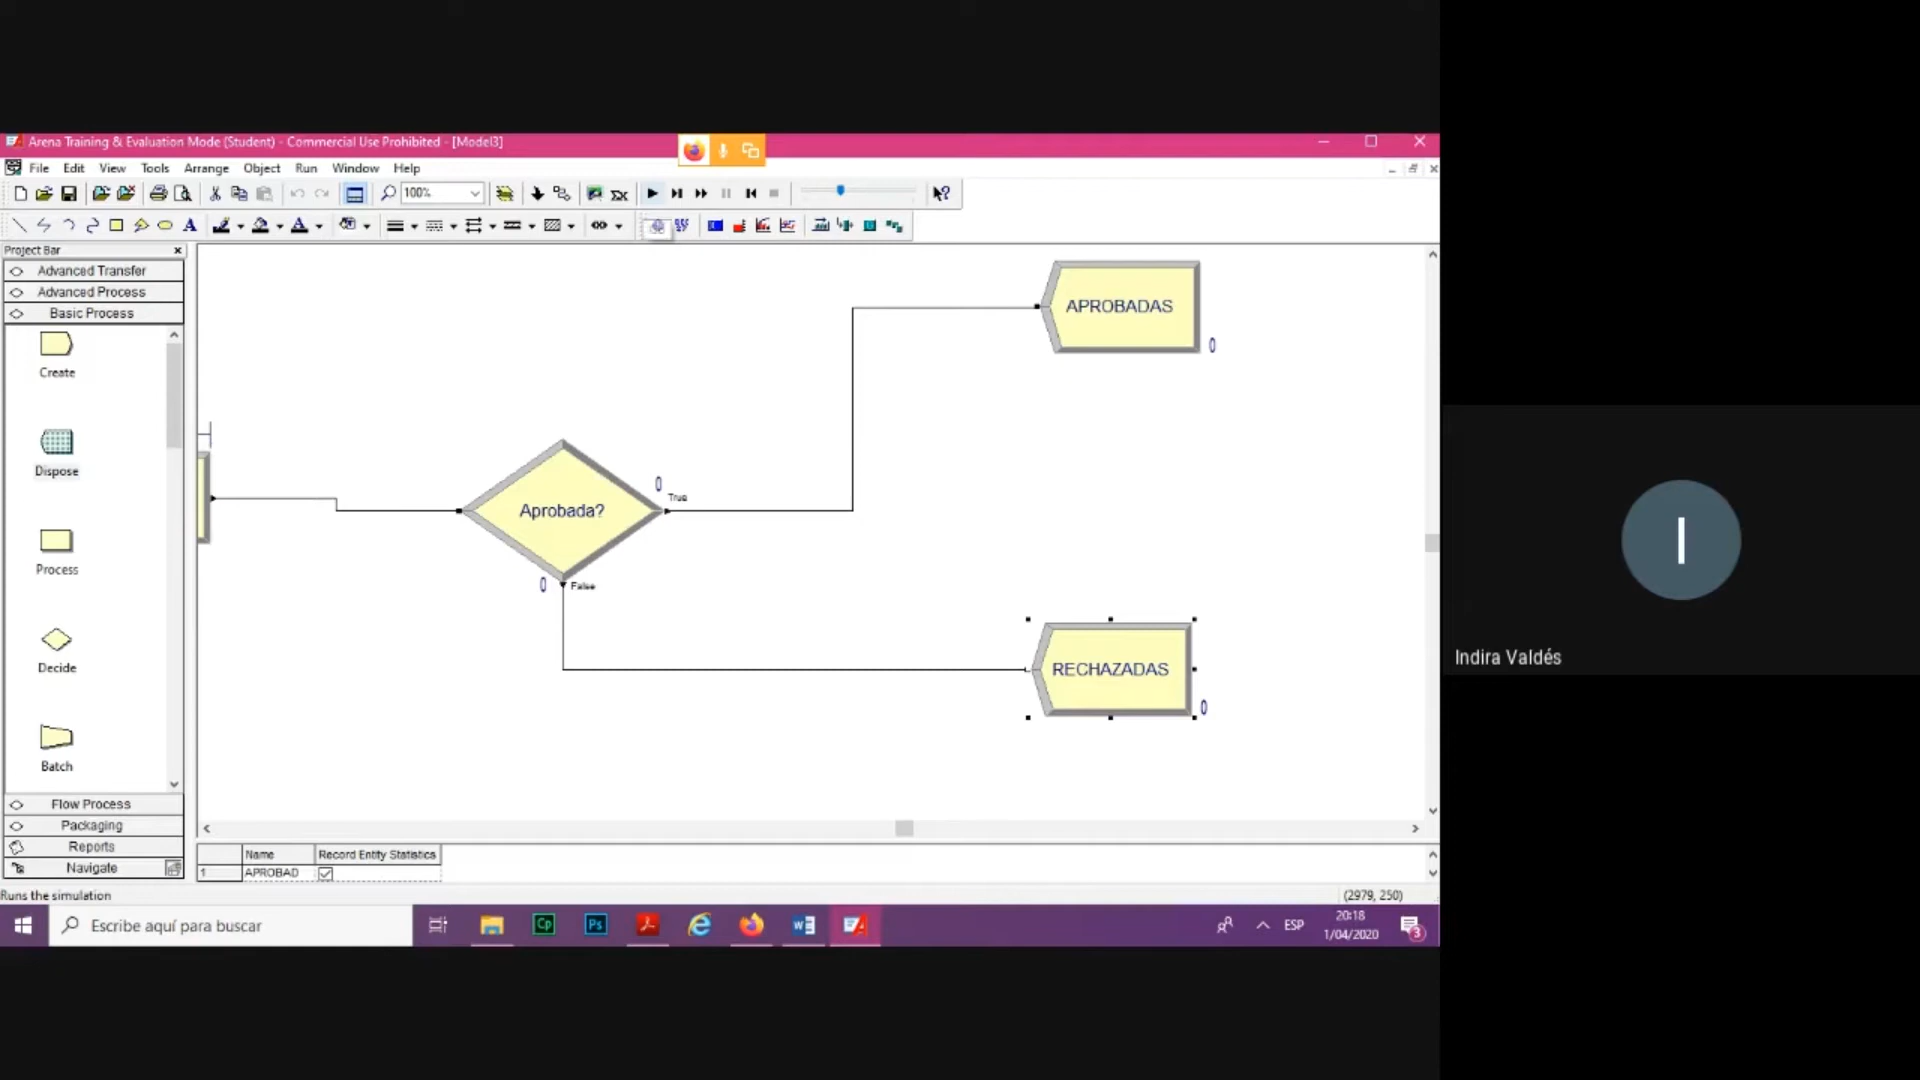 Arena Training & Evaluation Mode (Student) - Commercial Use Prohibited - [Model3]
File Edit View Tools Arrange Object Run Window Help
100%
Project Bar
Advanced Transfer
Advanced Process
Basic Process
Create
Dispose
Process
Decide
Batch
Flow Process
Packaging
Reports
Navigate
APROBADAS
0
Aprobada?
0
True
0
False
RECHAZADAS
0
Name Record Entity Statistics
1 APROBAD
Runs the simulation
(2979, 250)
Escribe aquí para buscar
Cp
Ps
ESP
20:18
1/04/2020
3
I
Indira Valdés